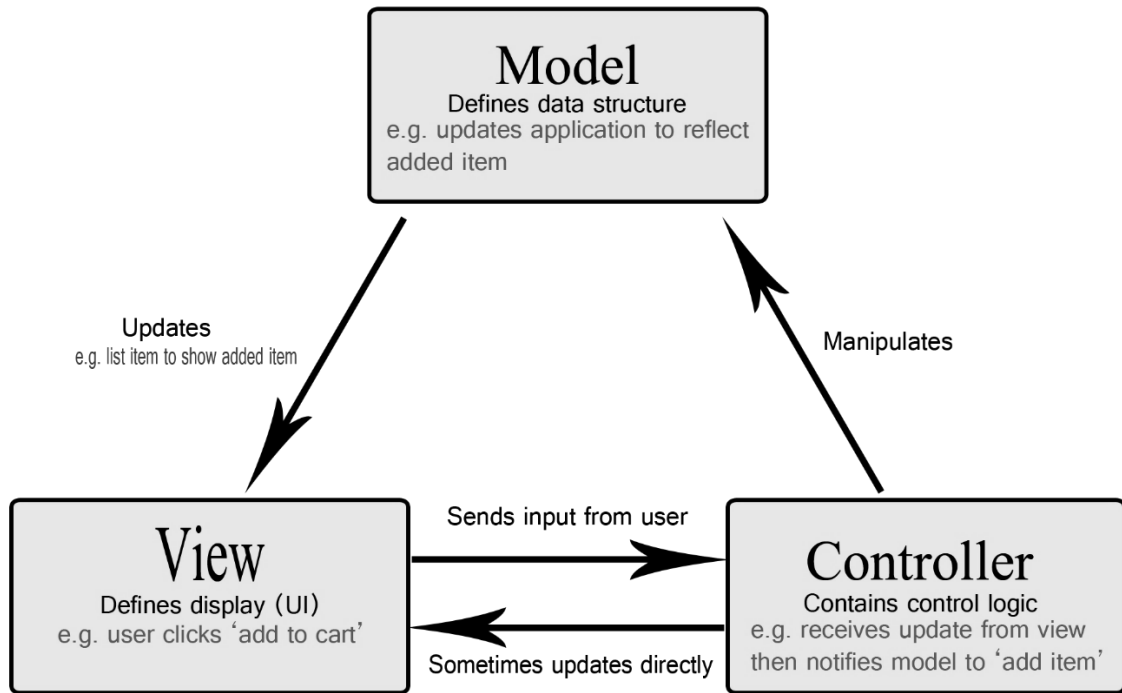 Model
Defines data structure
e.g. updates application to reflect
added item
Updates
e.g. list item to show added item
Manipulates
View
Defines display (UI)
e.g. user clicks ‘add to cart’
Sends input from user
Sometimes updates directly
Controller
Contains control logic
e.g. receives update from view
then notifies model to ‘add item’